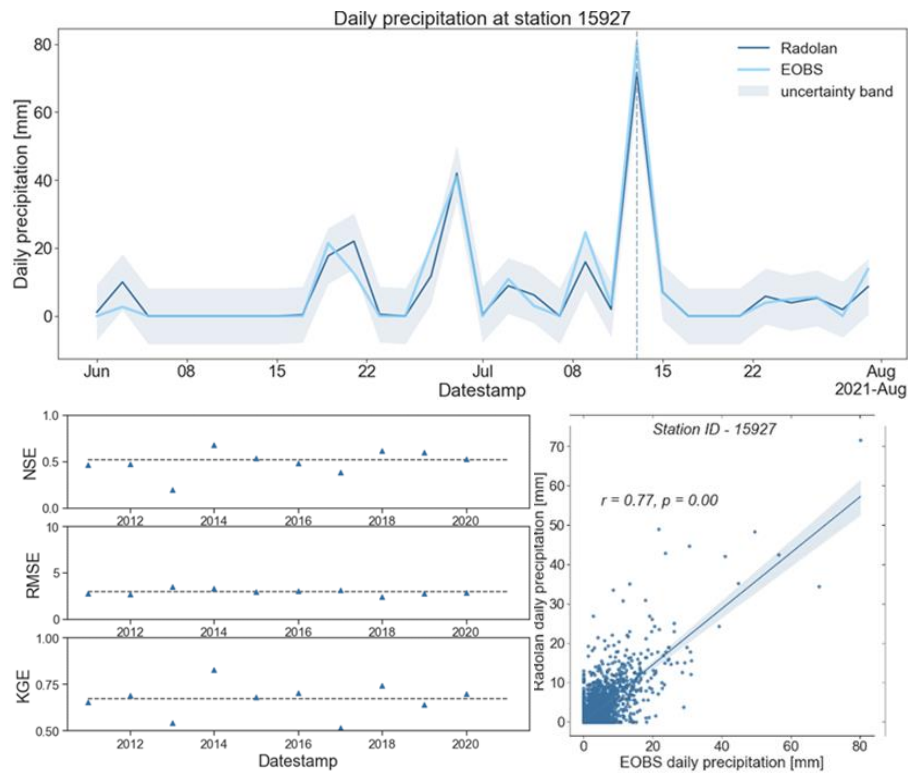 Daily precipitation at station 15927
Daily precipitation [mm]
80
60
40
20
0
Radolan
EOBS
uncertainty band
Jun 08 15 22 Jul 08 15 22 Aug
2021-Aug
Datestamp
NSE
1.0
0.5
0.0
2012 2014 2016 2018 2020
RMSE
10
5
0
2012 2014 2016 2018 2020
KGE
1.00
0.75
0.50
2012 2014 2016 2018 2020
Datestamp
Station ID - 15927
r = 0.77, p = 0.00
Radolan daily precipitation [mm]
70
60
50
40
30
20
10
0
0 20 40 60 80
EOBS daily precipitation [mm]